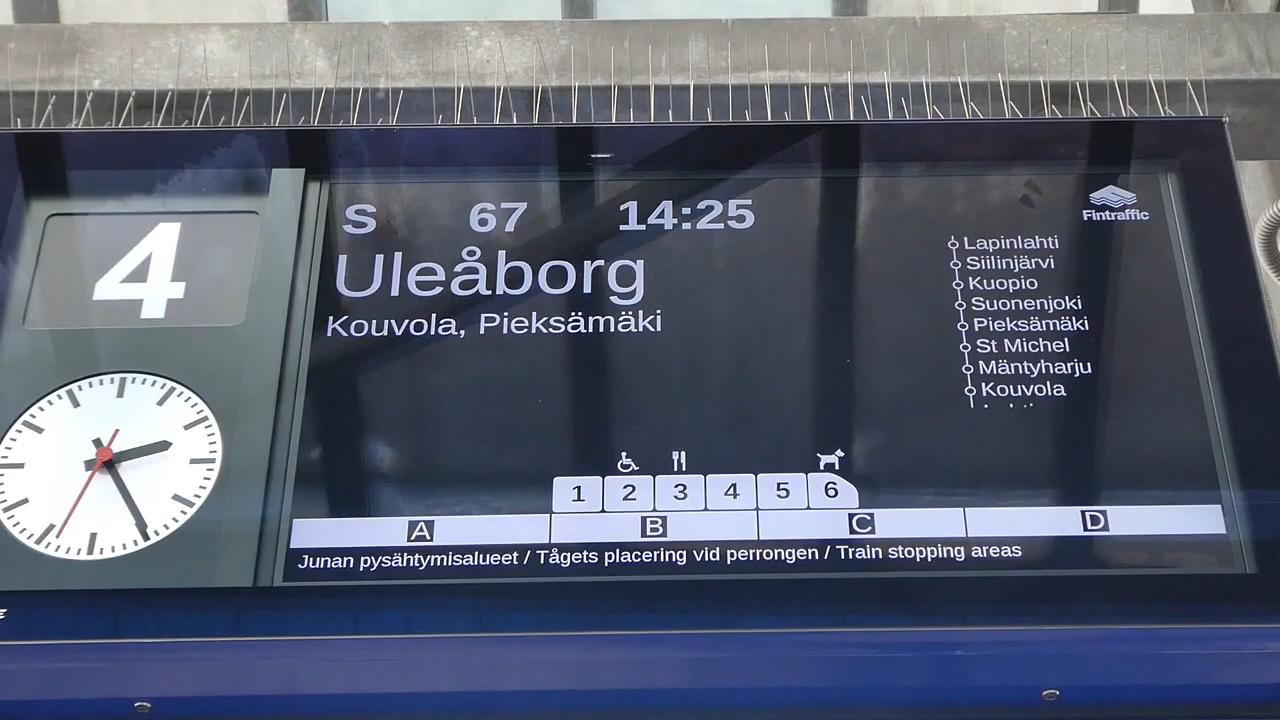 4
S 67 14:25
Uleåborg
Kouvola, Pieksämäki
Fintraffic
Lapinlahti
Siilinjärvi
Kuopio
Suonenjoki
Pieksämäki
St Michel
Mäntyharju
Kouvola
1 2 3 4 5 6
A B C D
Junan pysähtymisalueet / Tågets placering vid perrongen / Train stopping areas